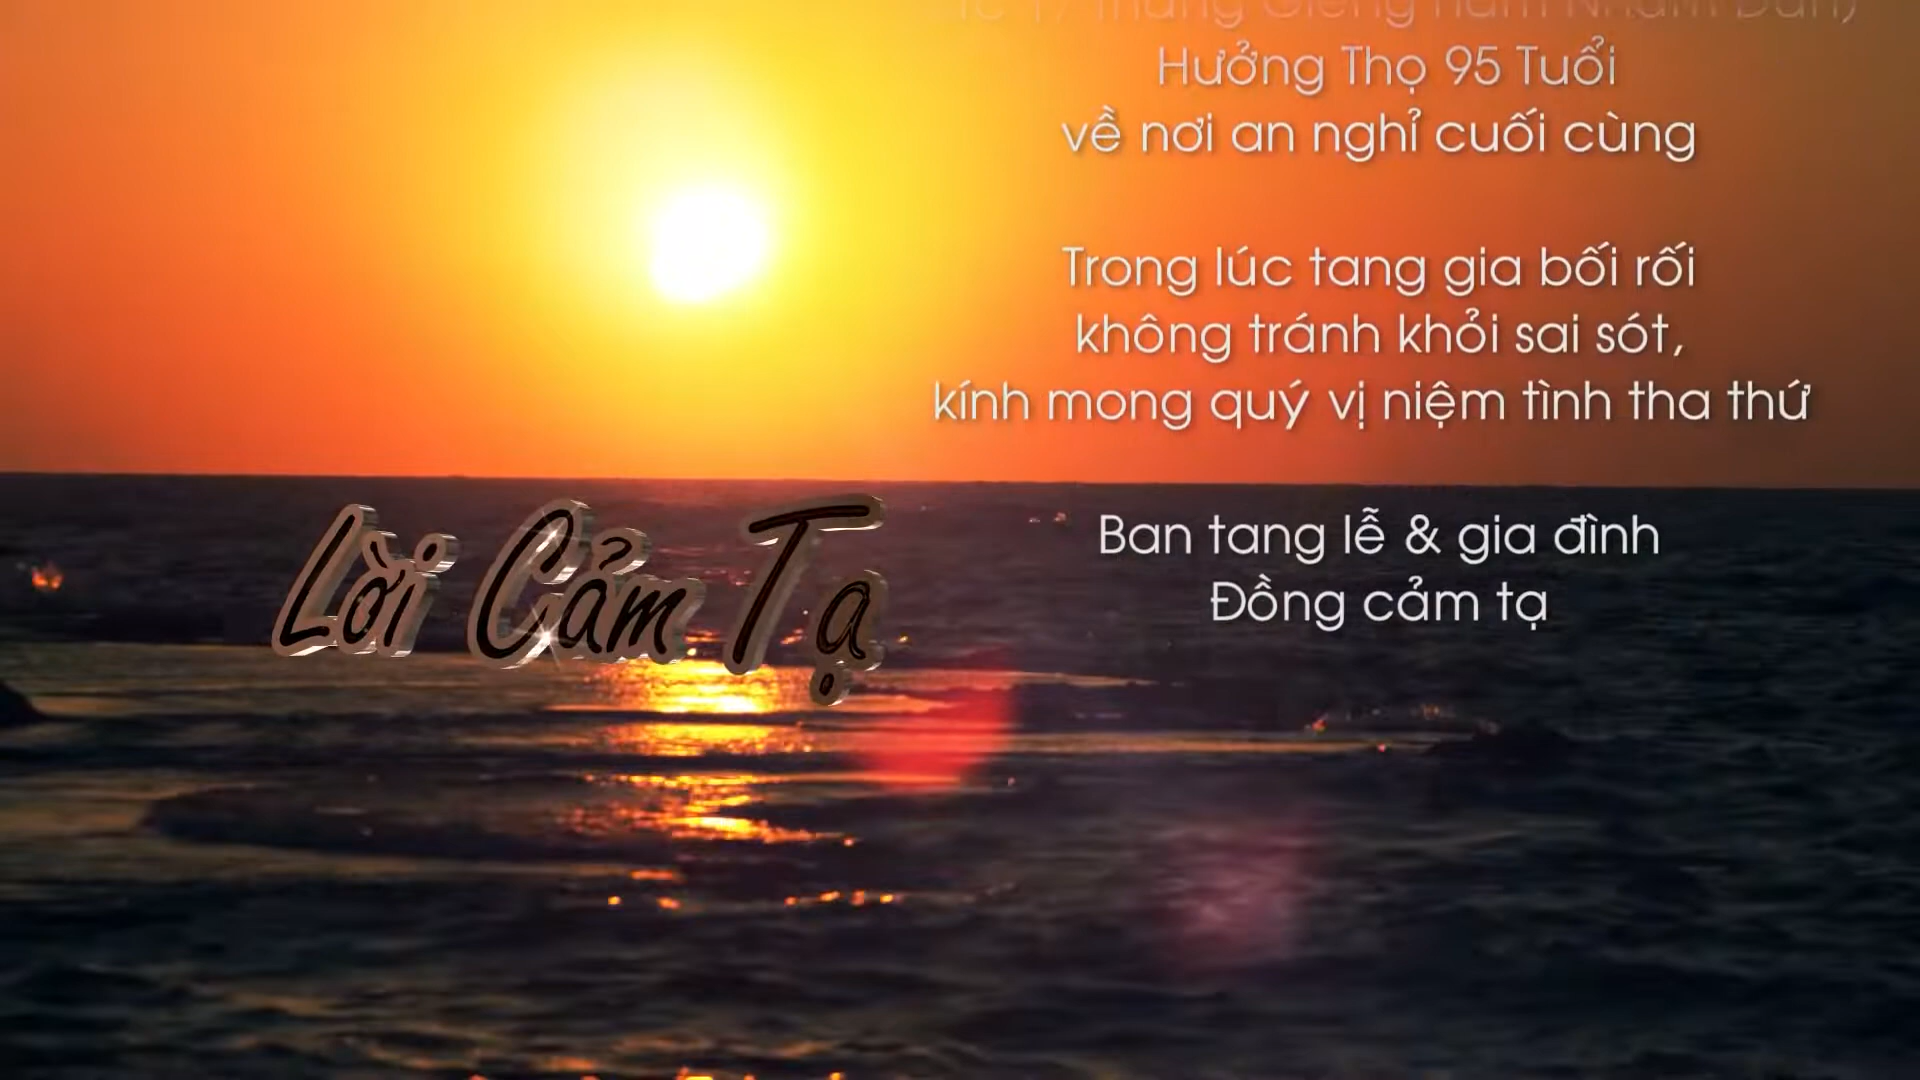 Hưởng Thọ 95 Tuổi
về nơi an nghỉ cuối cùng
Trong lúc tang gia bối rối
không tránh khỏi sai sót,
kính mong quý vị niệm tình tha thứ
Lời Cảm Tạ
Ban tang lễ & gia đình
Đồng cảm tạ